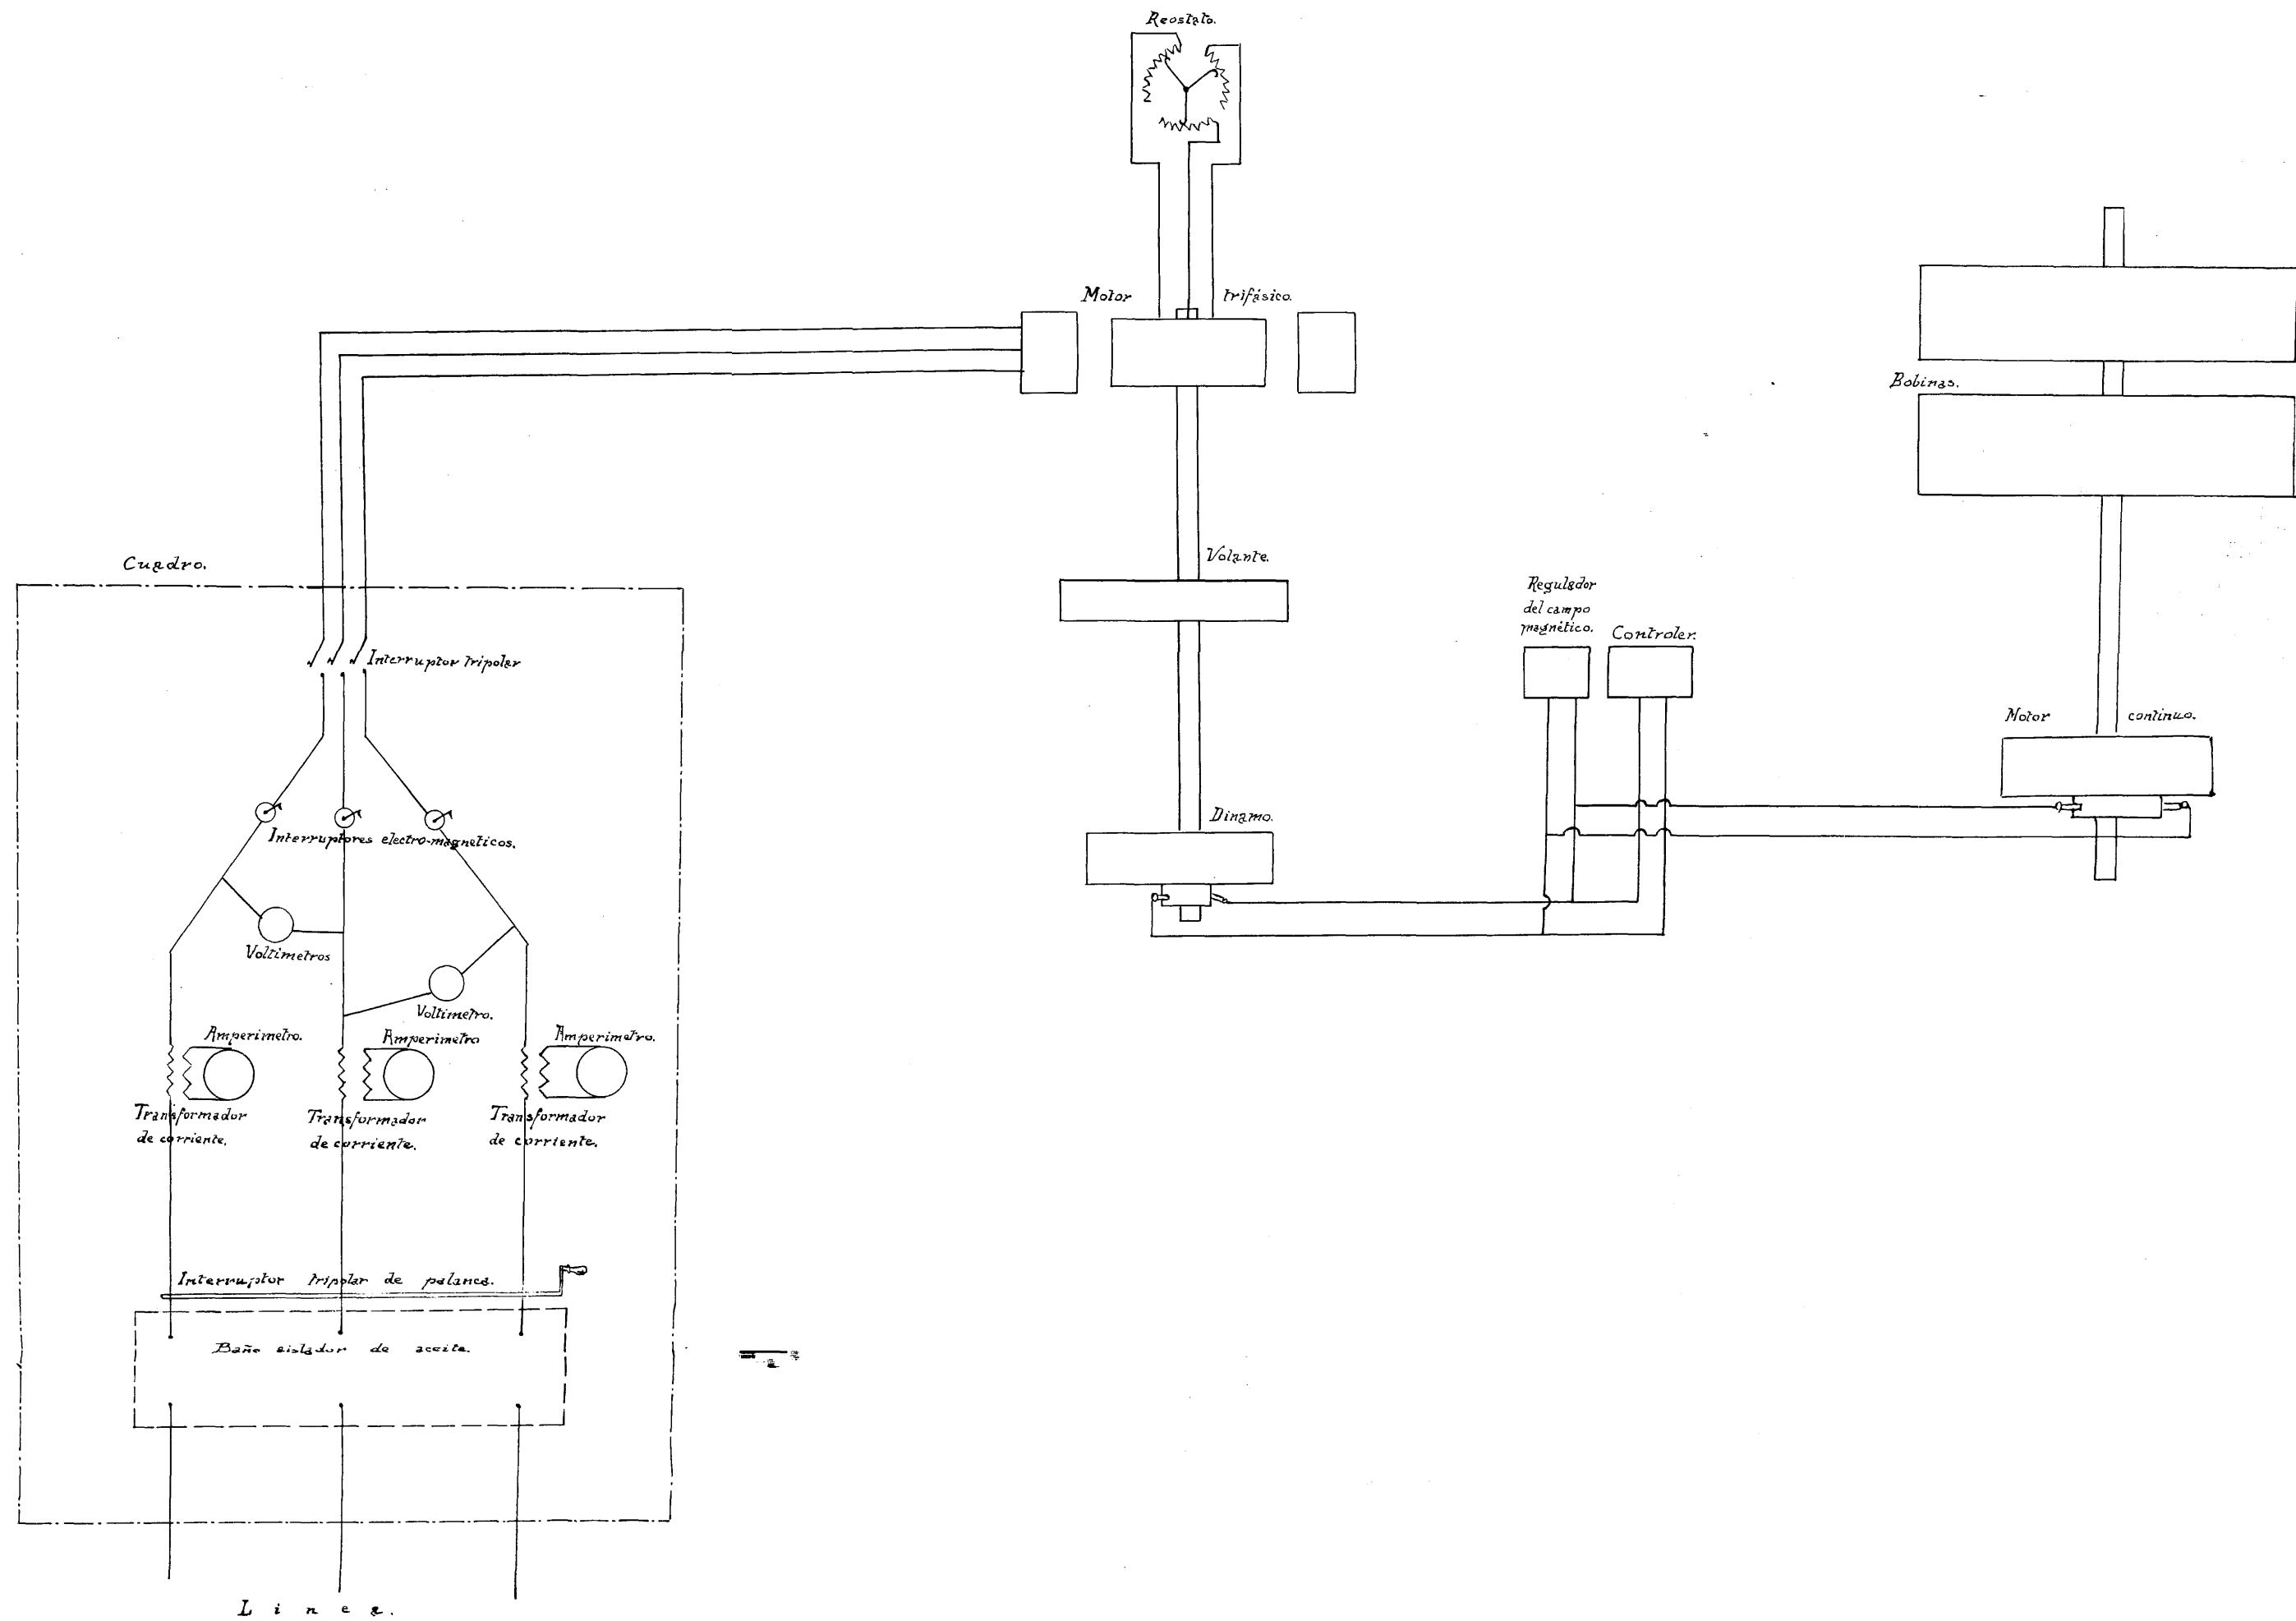 Reostato.
Motor trifásico.
Bobinas.
Volante.
Cuadro.
Regulador
del campo
magnético.
Controler.
Interruptor tripolar
Motor continuo.
Dinamo.
Interruptores electro-magneticos.
Voltimetros
Voltimetro.
Amperimetro.
Amperimetro
Amperimetro.
Transformador
de corriente.
Transformador
de corriente.
Transformador
de corriente.
Interruptor tripolar de palanca.
Baño aislador de aceite.
Linea.